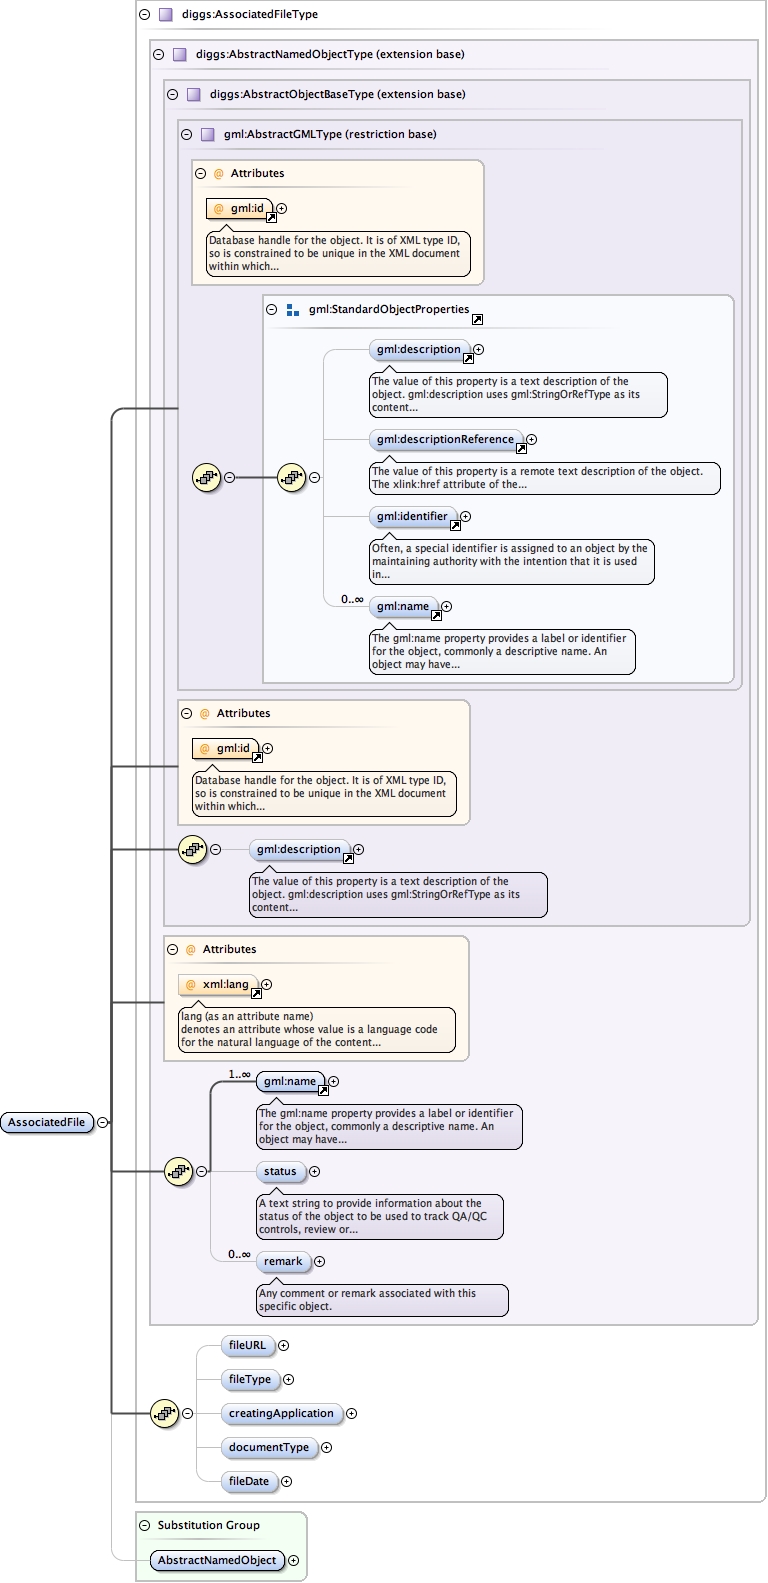 diggs:AssociatedFileType
diggs:AbstractNamedObjectType (extension base)
diggs:AbstractObjectBaseType (extension base)
gml:AbstractGMLType (restriction base)
@ Attributes
@ gml:id
Database handle for the object. It is of XML type ID,
so is constrained to be unique in the XML document
within which...
gml:StandardObjectProperties
gml:description
The value of this property is a text description of the
object. gml:description uses gml:StringOrRefType as its
content...
gml:descriptionReference
The value of this property is a remote text description of the object.
The xlink:href attribute of the...
gml:identifier
Often, a special identifier is assigned to an object by the
maintaining authority with the intention that it is used
in...
0..∞
gml:name
The gml:name property provides a label or identifier
for the object, commonly a descriptive name. An
object may have...
@ Attributes
@ gml:id
Database handle for the object. It is of XML type ID,
so is constrained to be unique in the XML document
within which...
gml:description
The value of this property is a text description of the
object. gml:description uses gml:StringOrRefType as its
content...
@ Attributes
@ xml:lang
lang (as an attribute name)
denotes an attribute whose value is a language code
for the natural language of the content...
1..∞
gml:name
The gml:name property provides a label or identifier
for the object, commonly a descriptive name. An
object may have...
AssociatedFile
status
A text string to provide information about the
status of the object to be used to track QA/QC
controls, review or...
0..∞
remark
Any comment or remark associated with this
specific object.
fileURL
fileType
creatingApplication
documentType
fileDate
Substitution Group
AbstractNamedObject